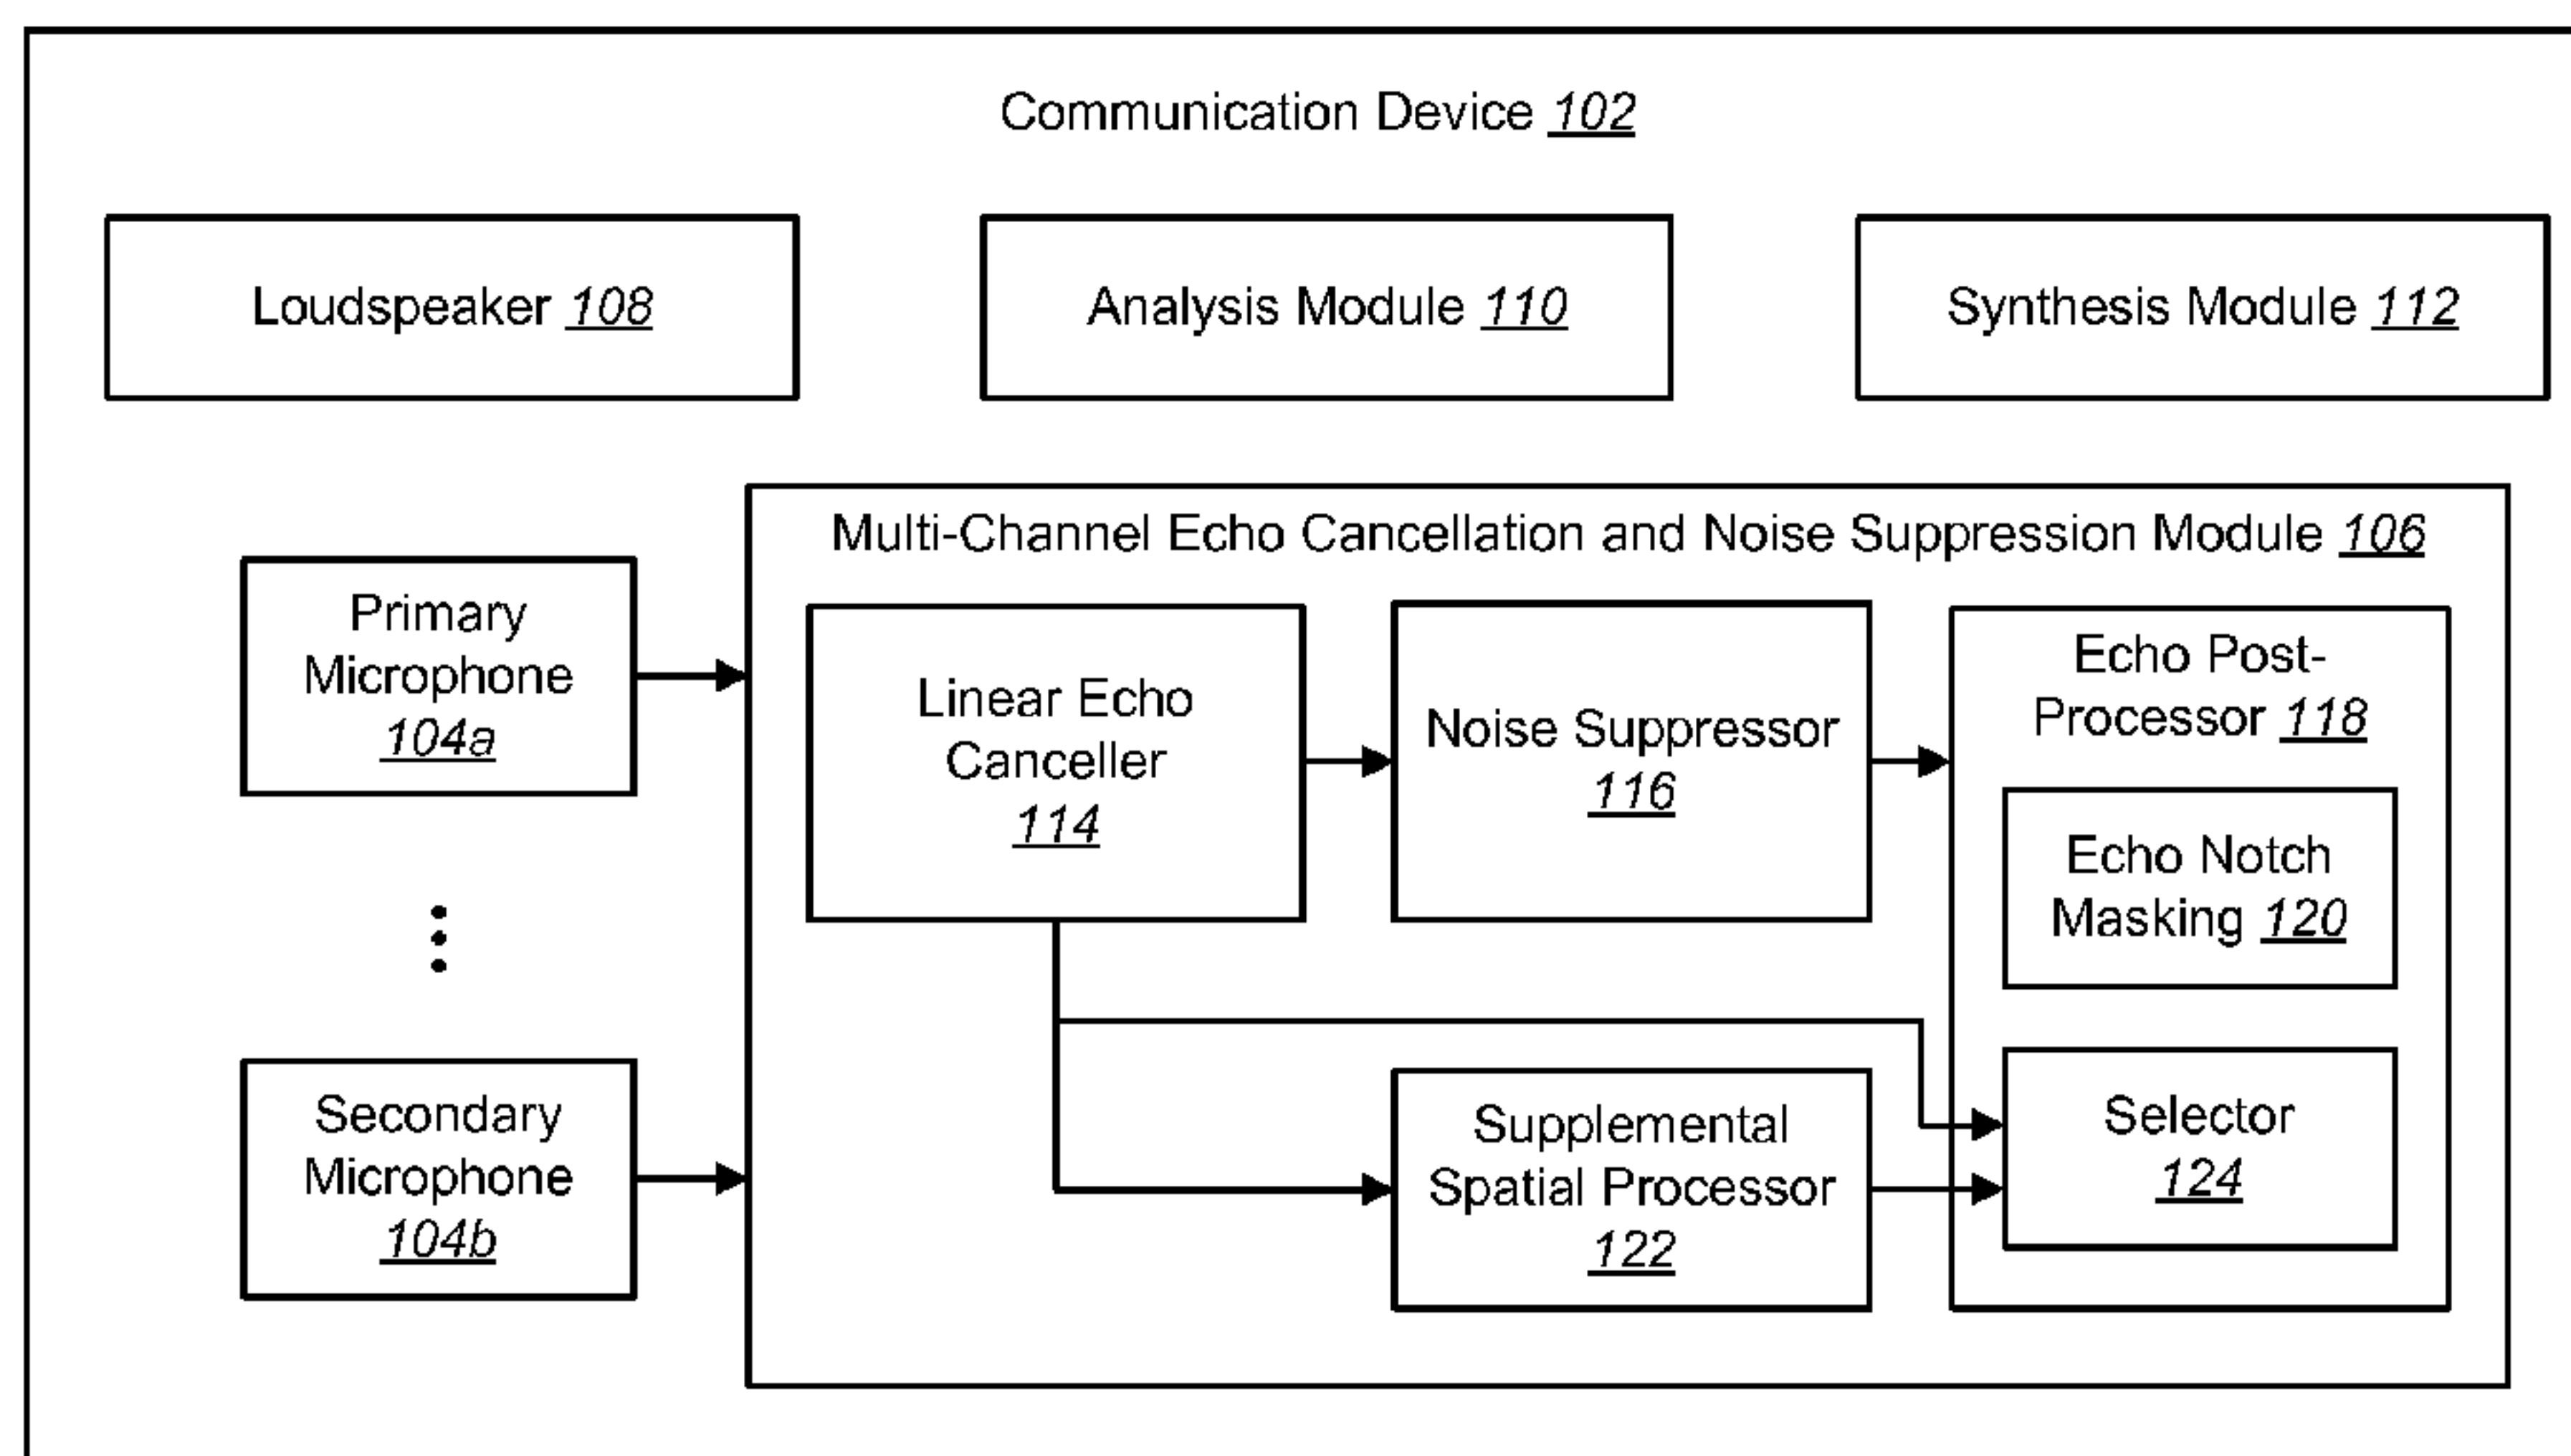 Communication Device 102
Loudspeaker 108
Analysis Module 110
Synthesis Module 112
Multi-Channel Echo Cancellation and Noise Suppression Module 106
Primary
Microphone
104a
Linear Echo
Canceller
114
Noise Suppressor
116
Echo Post-
Processor 118
Echo Notch
Masking 120
Secondary
Microphone
104b
Supplemental
Spatial Processor
122
Selector
124